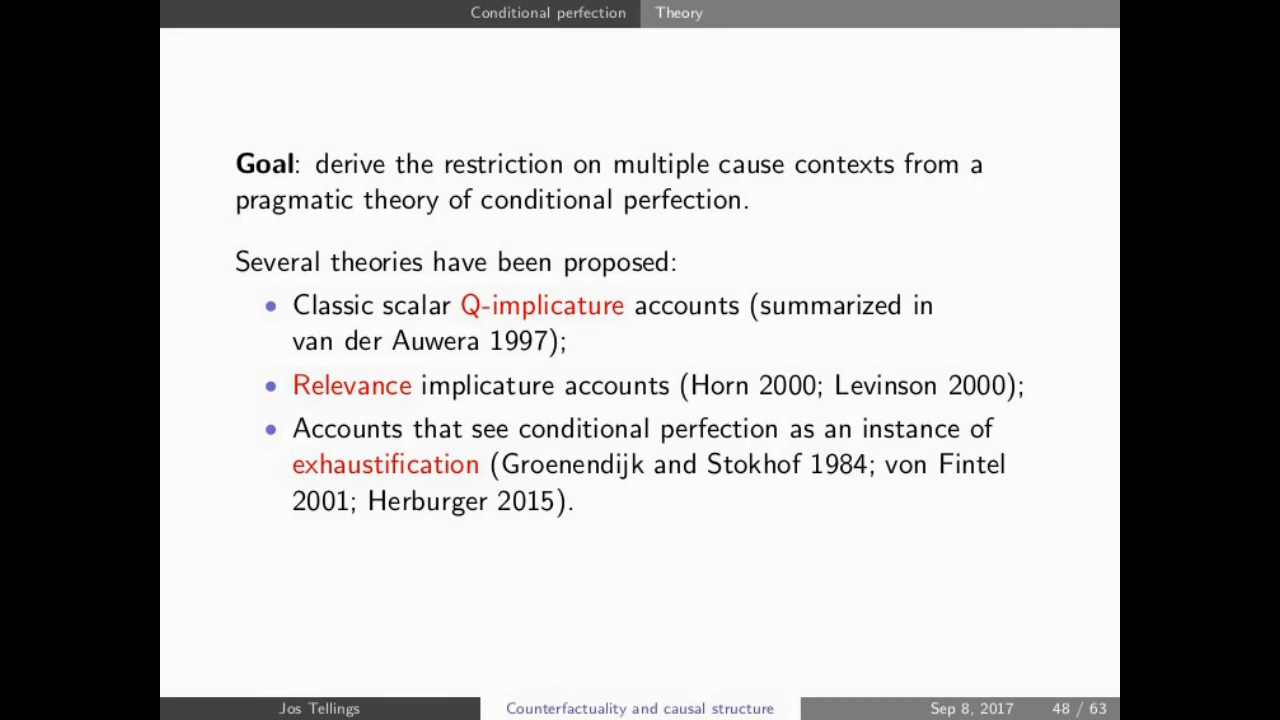 Conditional perfection Theory
Goal: derive the restriction on multiple cause contexts from a
pragmatic theory of conditional perfection.
Several theories have been proposed:
• Classic scalar Q-implicature accounts (summarized in
van der Auwera 1997);
• Relevance implicature accounts (Horn 2000; Levinson 2000);
• Accounts that see conditional perfection as an instance of
exhaustification (Groenendijk and Stokhof 1984; von Fintel
2001; Herburger 2015).
Jos Tellings Counterfactuality and causal structure Sep 8, 2017 48 / 63